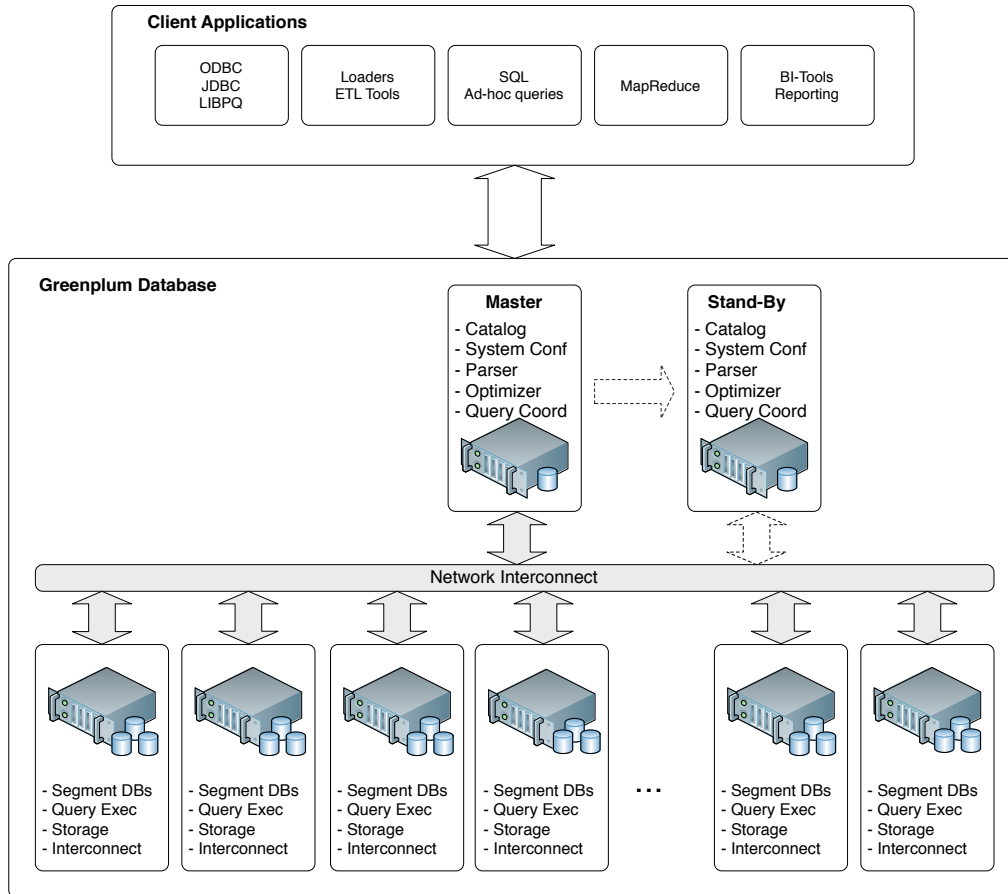 Client Applications
ODBC
JDBC
LIBPQ
Loaders
ETL Tools
SQL
Ad-hoc queries
MapReduce
BI-Tools
Reporting
Greenplum Database
Master
- Catalog
- System Conf
- Parser
- Optimizer
- Query Coord
Stand-By
- Catalog
- System Conf
- Parser
- Optimizer
- Query Coord
Network Interconnect
- Segment DBs
- Query Exec
- Storage
- Interconnect
- Segment DBs
- Query Exec
- Storage
- Interconnect
- Segment DBs
- Query Exec
- Storage
- Interconnect
- Segment DBs
- Query Exec
- Storage
- Interconnect
...
- Segment DBs
- Query Exec
- Storage
- Interconnect
- Segment DBs
- Query Exec
- Storage
- Interconnect